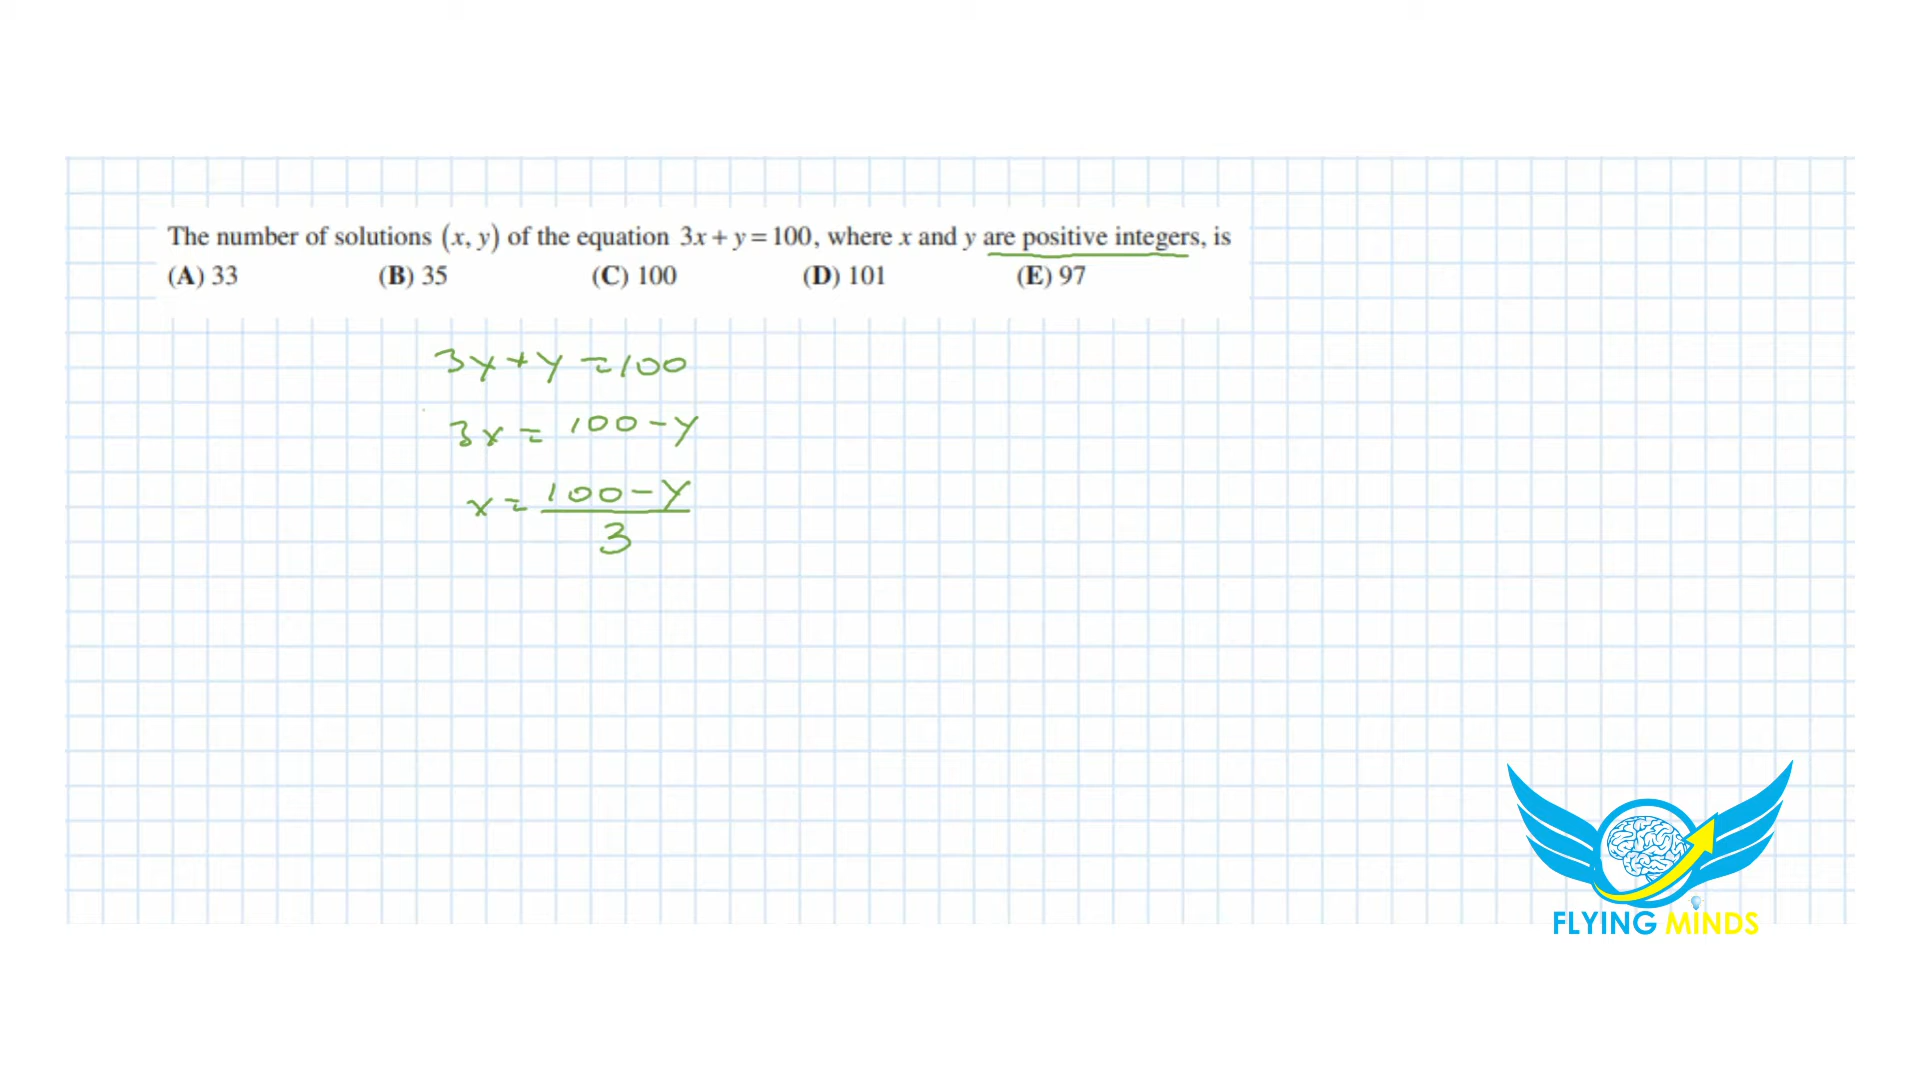 The number of solutions (x, y) of the equation 3x + y = 100, where x and y are positive integers, is
(A) 33 (B) 35 (C) 100 (D) 101 (E) 97
3y + y = 100
3x = 100 - y
x = 100 - y
3
FLYING MINDS